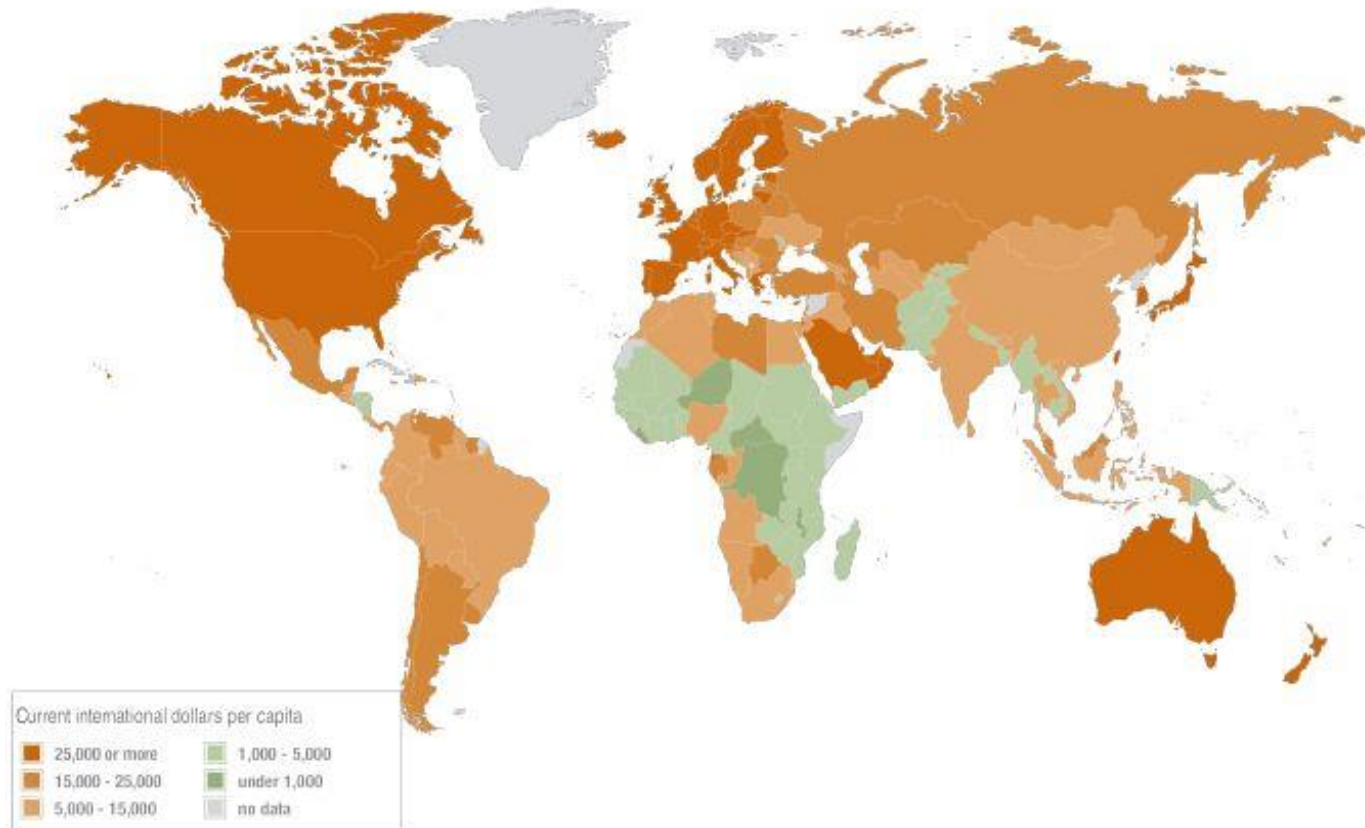 Current international dollars per capita
25,000 or more
15,000 - 25,000
5,000 - 15,000
1,000 - 5,000
under 1,000
no data